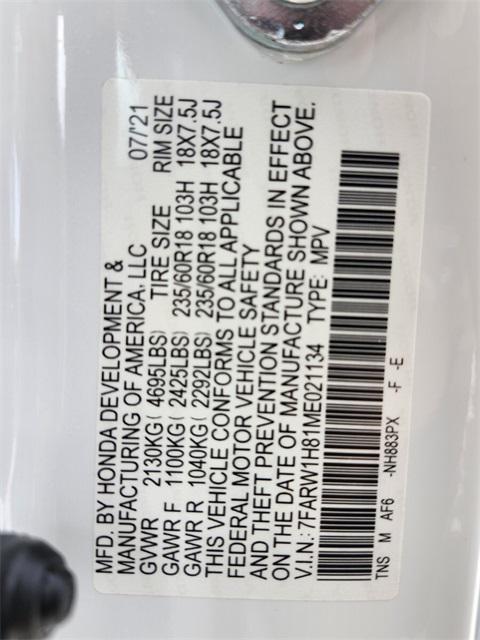 MFD. BY HONDA DEVELOPMENT &
MANUFACTURING OF AMERICA, LLC 07/'21
GVWR 2130KG( 4695LBS) TIRE SIZE RIM SIZE
GAWR F 1100KG( 2425LBS) 235/60R18 103H 18X7.5J
GAWR R 1040KG( 2292LBS) 235/60R18 103H 18X7.5J
THIS VEHICLE CONFORMS TO ALL APPLICABLE
FEDERAL MOTOR VEHICLE SAFETY
AND THEFT PREVENTION STANDARDS IN EFFECT
ON THE DATE OF MANUFACTURE SHOWN ABOVE.
V.I.N.: 7FARW1H81ME021134 TYPE: MPV
TNS M AF6 -NH883PX -F -E